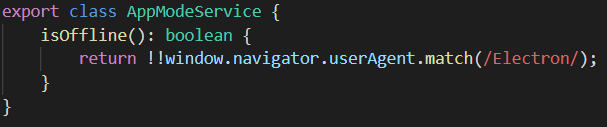 export class AppModeService {
    isOffline(): boolean {
        return !!window.navigator.userAgent.match(/Electron/);
    }
}